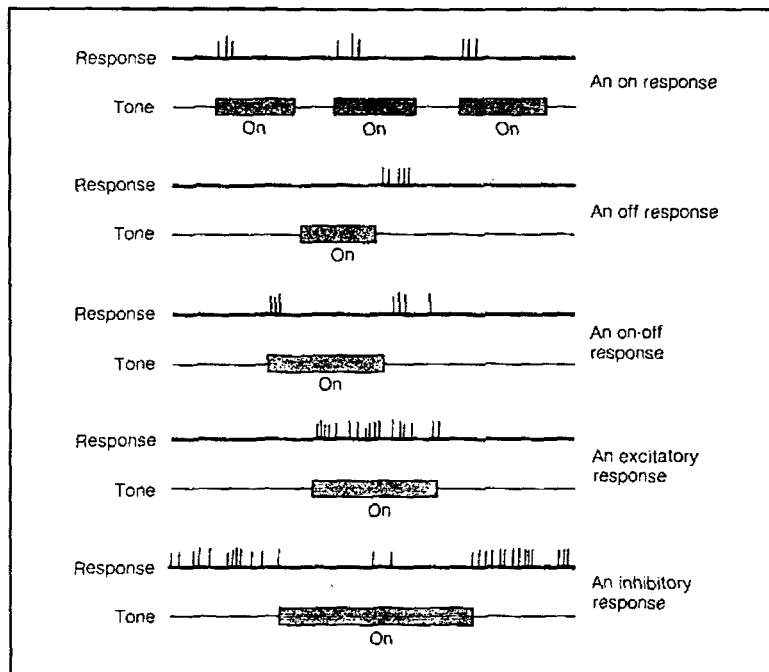 Response
An on response
Tone
On On On
Response
An off response
Tone
On
Response
An on-off
response
Tone
On
Response
An excitatory
response
Tone
On
Response
An inhibitory
response
Tone
On